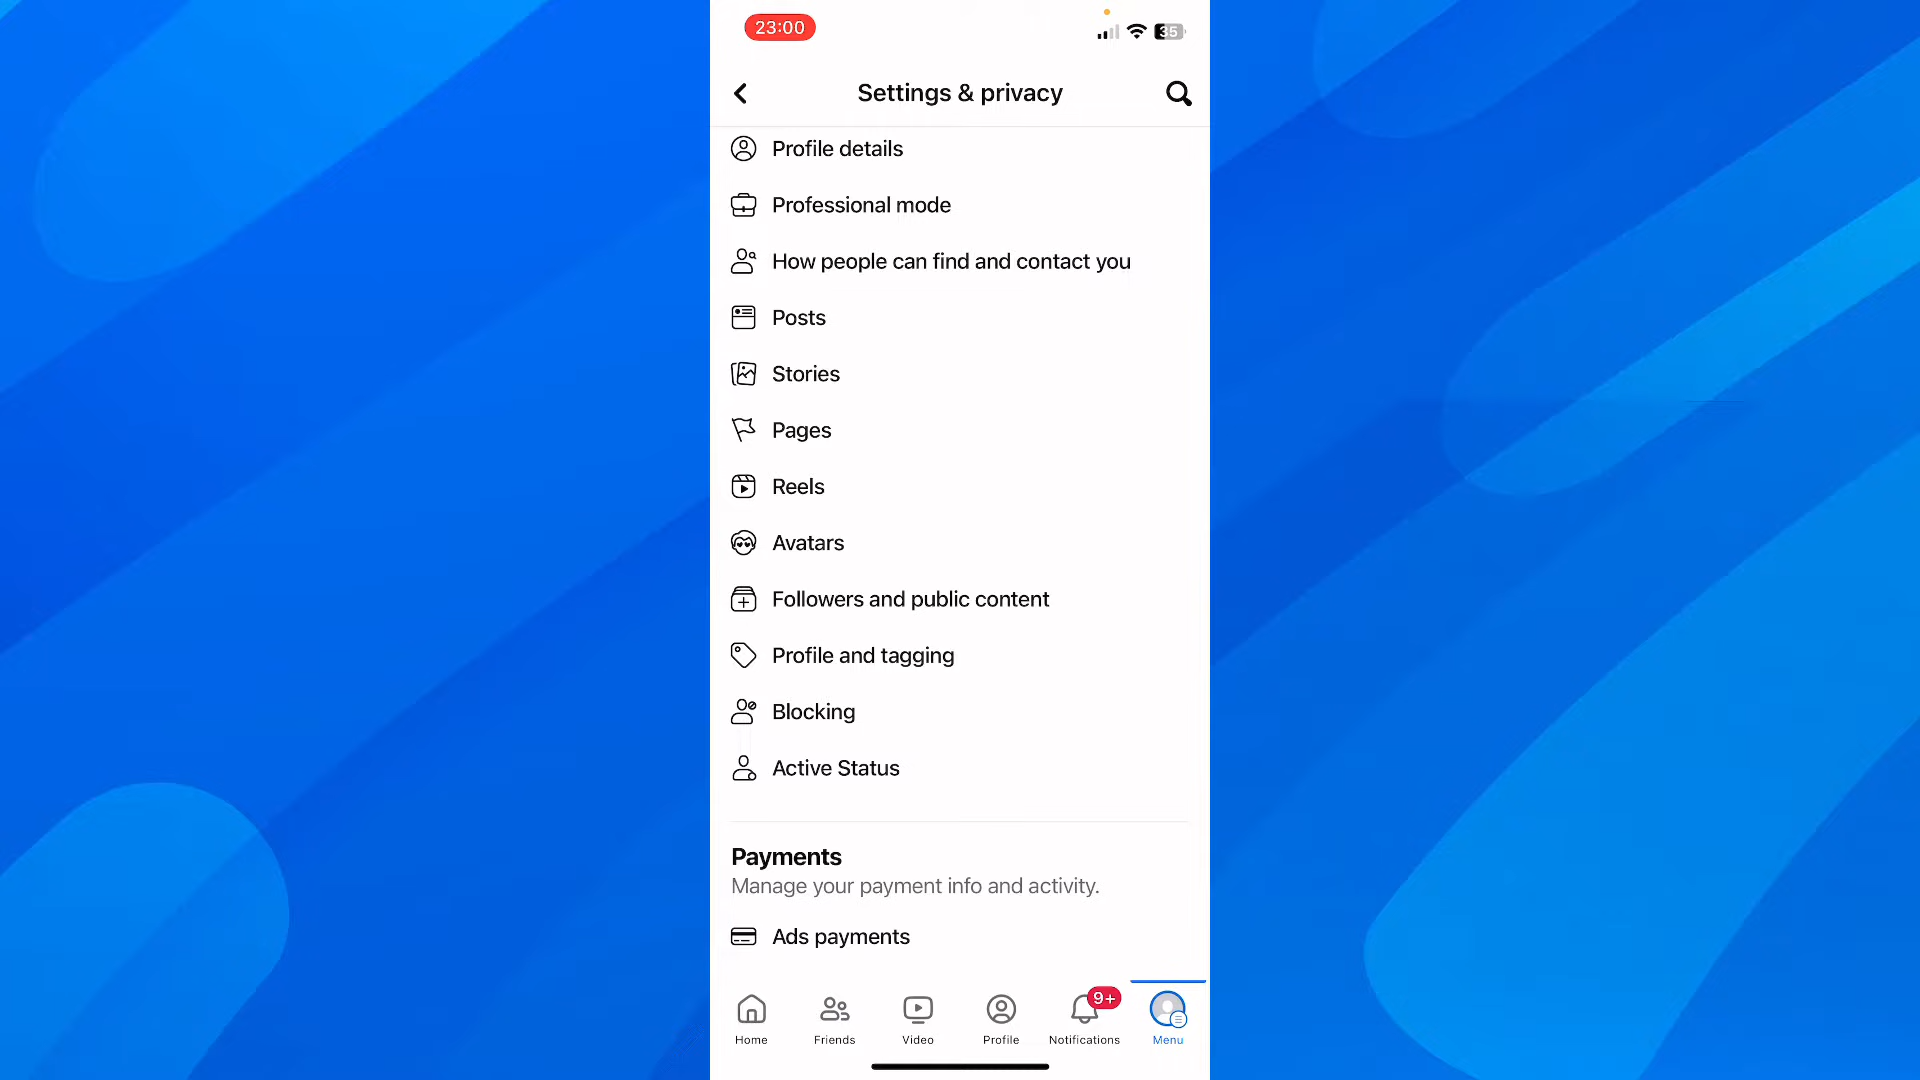 23:00
35
Settings & privacy
Profile details
Professional mode
How people can find and contact you
Posts
Stories
Pages
Reels
Avatars
Followers and public content
Profile and tagging
Blocking
Active Status
Payments
Manage your payment info and activity.
Ads payments
9+
Home
Friends
Video
Profile
Notifications
Menu